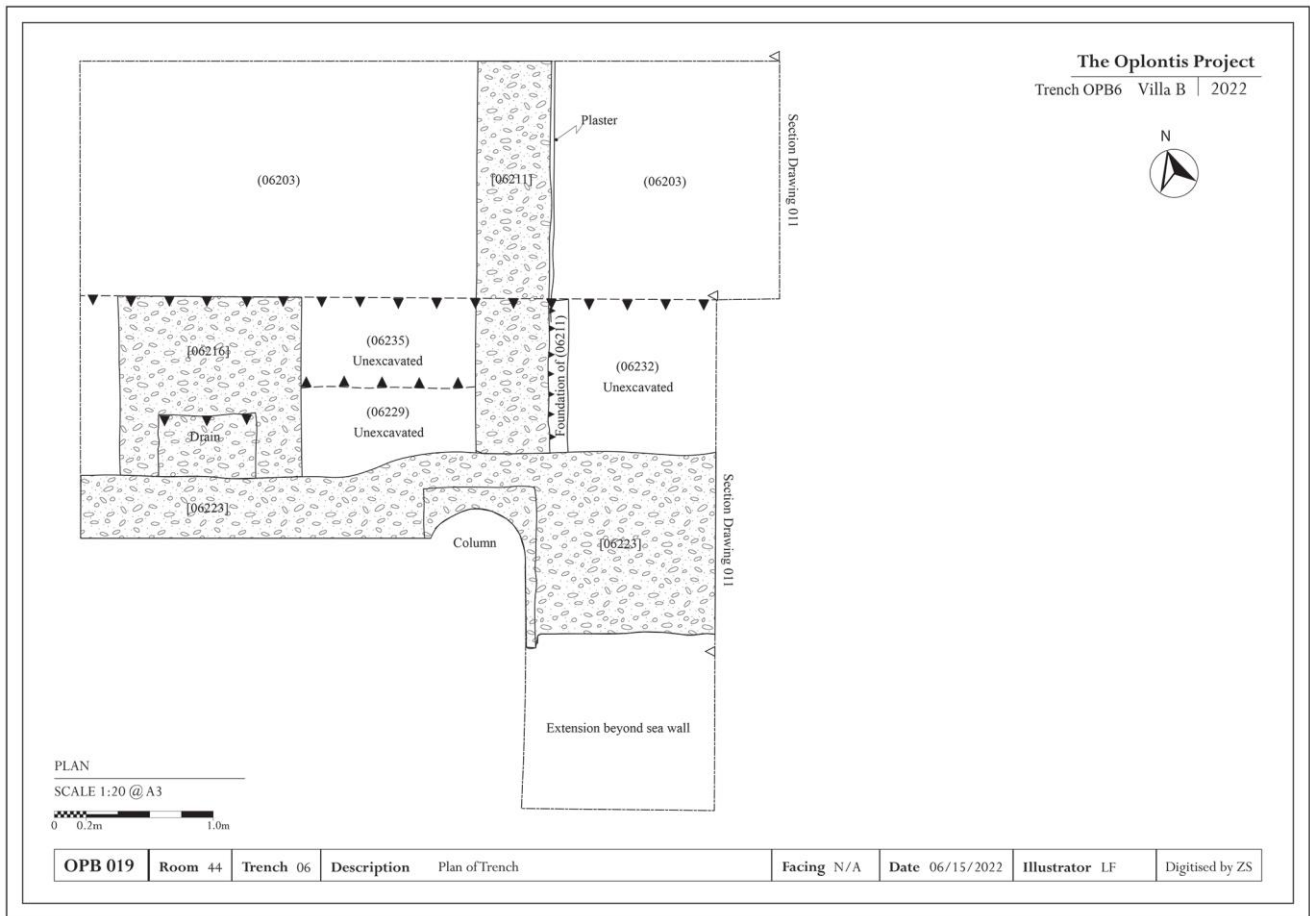 The Oplontis Project
Trench OPB6 Villa B | 2022
N
Plaster
Section Drawing 011
(06203)
[06211]
(06203)
(06235)
Unexcavated
[06216]
Foundation of (06211)
(06232)
Unexcavated
(06229)
Unexcavated
Drain
[06223]
Column
[06223]
Section Drawing 011
Extension beyond sea wall
PLAN
SCALE 1:20 @ A3
0 0.2m 1.0m
OPB 019 Room 44 Trench 06 Description Plan of Trench Facing N/A Date 06/15/2022 Illustrator LF Digitised by ZS